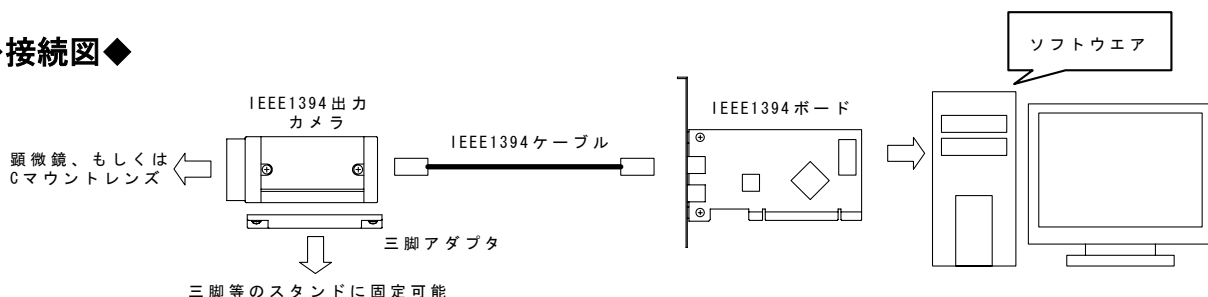 接続図◆
ソフトウエア
IEEE1394出力
カメラ
IEEE1394ケーブル
IEEE1394ボード
顕微鏡、もしくは
Cマウントレンズ
三脚アダプタ
三脚等のスタンドに固定可能